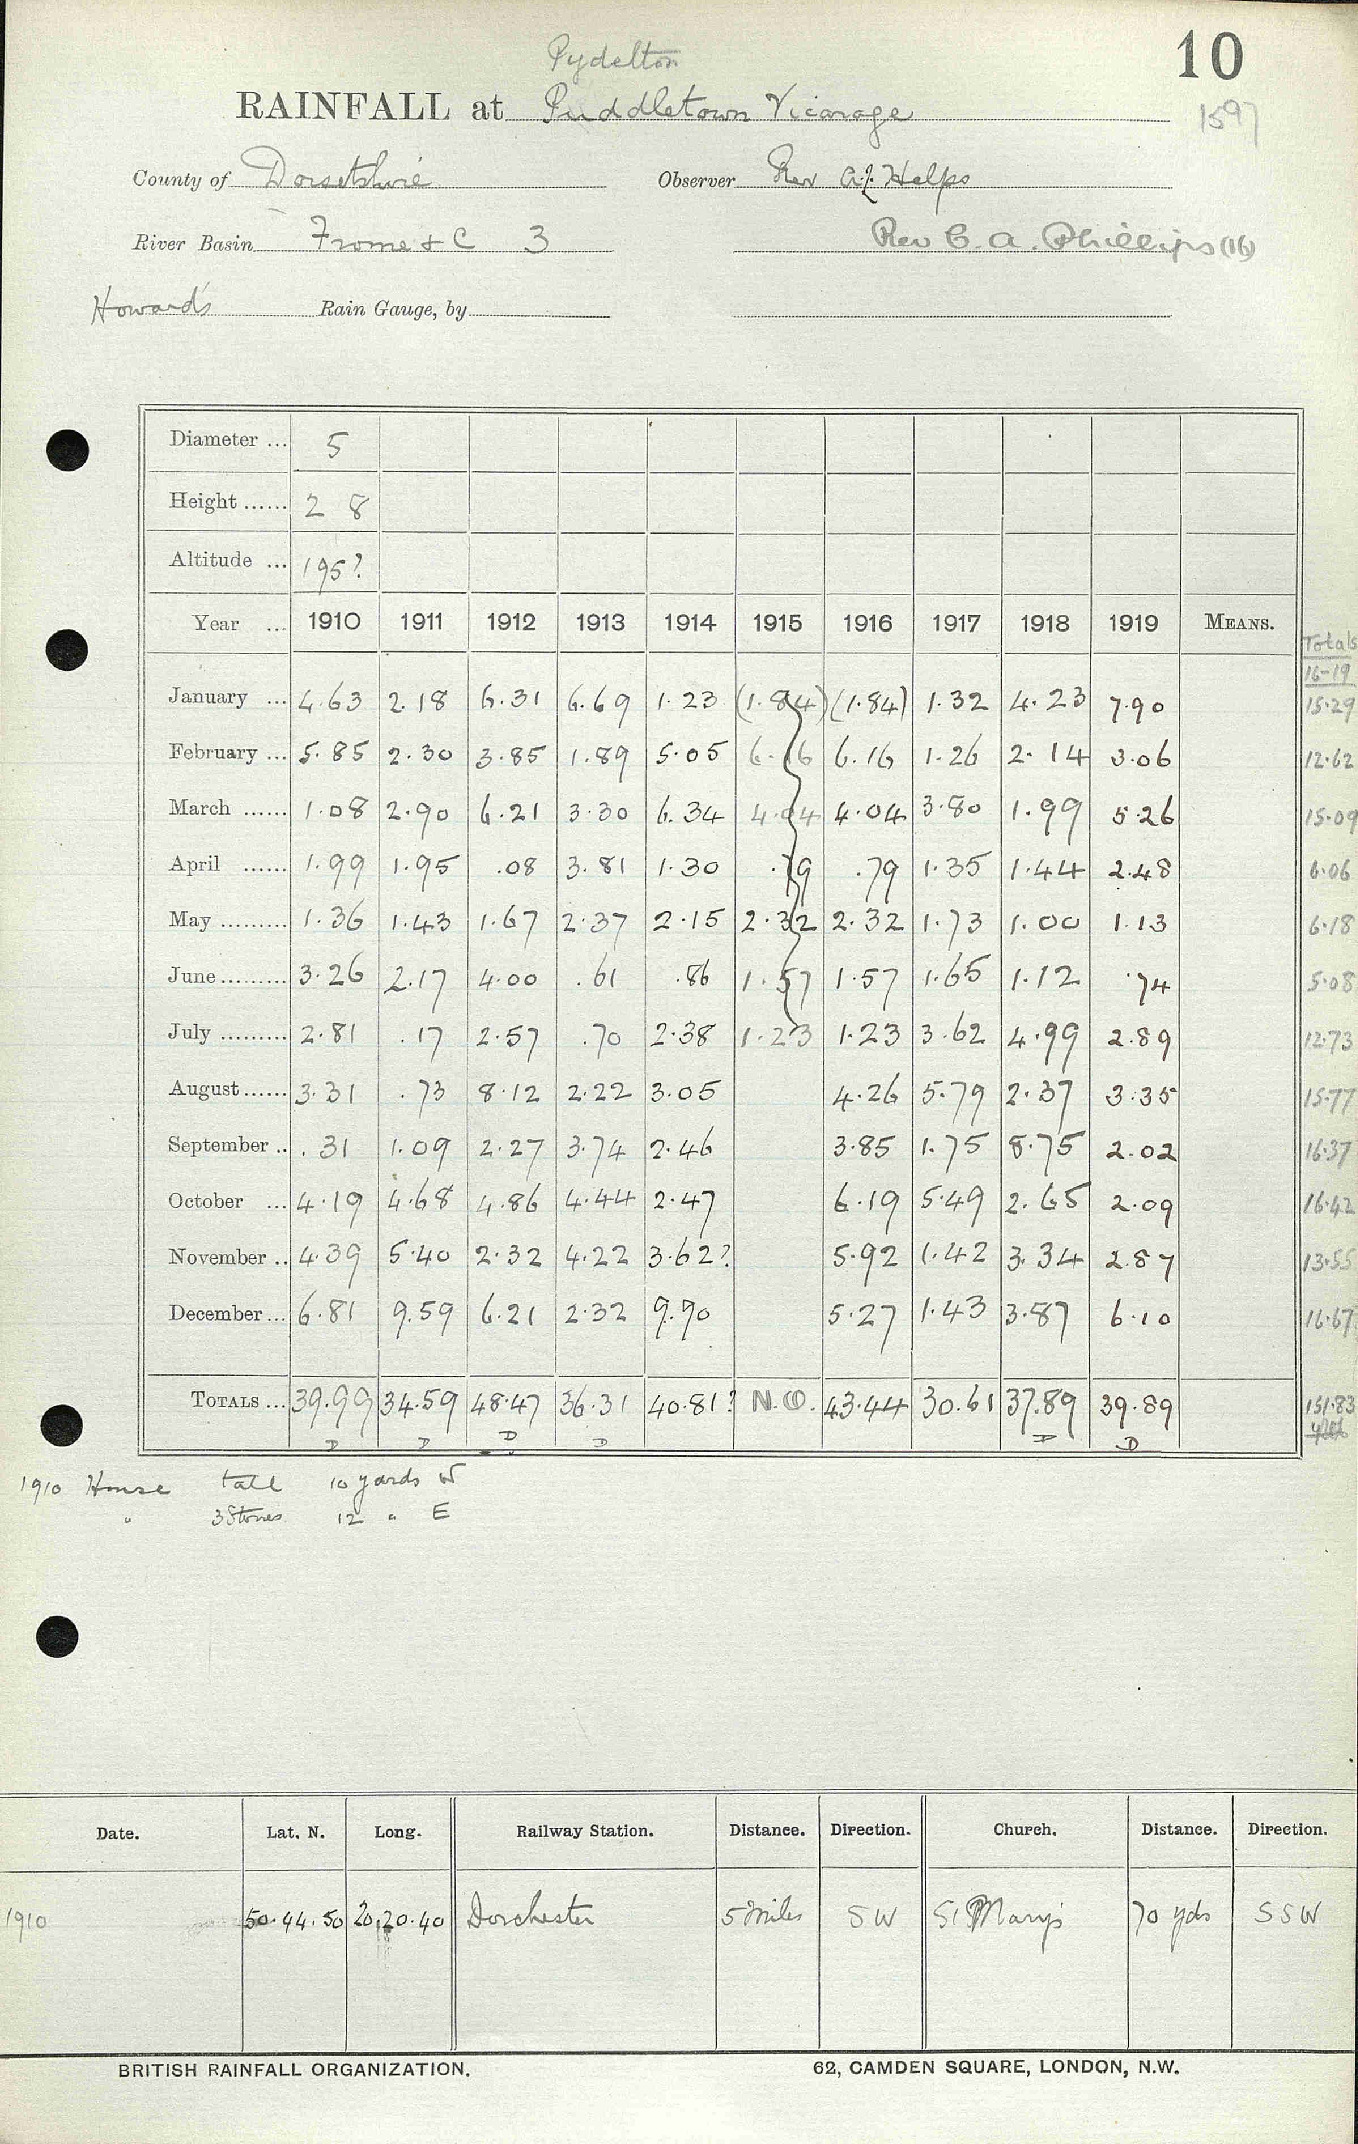 10
Pydelton
RAINFALL at Puddletown Vicarage
1597
County of Dorsetshire Observer Rev A.L. Helps
River Basin Frome & C 3 Rev C. A. Phillips (16)
Howard's Rain Gauge, by
Diameter ... 5
Height ...... 2 8
Altitude ... 195?
Year ... 1910 1911 1912 1913 1914 1915 1916 1917 1918 1919 MEANS. Totals
16-19
January ... 4.63 2.18 6.31 6.69 1.23 (1.84) (1.84) 1.32 4.23 7.90 15.29
February ... 5.85 2.30 3.85 1.89 5.05 6.16 6.16 1.26 2.14 3.06 12.62
March ...... 1.08 2.90 6.21 3.30 6.34 4.04 4.04 3.80 1.99 5.26 15.09
April ...... 1.99 1.95 .08 3.81 1.30 .79 .79 1.35 1.44 2.48 6.06
May ......... 1.36 1.43 1.67 2.37 2.15 2.32 2.32 1.73 1.00 1.13 6.18
June ......... 3.26 2.17 4.00 .61 .86 1.57 1.57 1.65 1.12 .74 5.08
July ......... 2.81 .17 2.57 .70 2.38 1.23 1.23 3.62 4.99 2.89 12.73
August ...... 3.31 .73 8.12 2.22 3.05 4.26 5.79 2.37 3.35 15.77
September .. .31 1.09 2.27 3.74 2.46 3.85 1.75 8.75 2.02 16.37
October ... 4.19 4.68 4.86 4.44 2.47 6.19 5.49 2.65 2.09 16.42
November .. 4.39 5.40 2.32 4.22 3.62? 5.92 1.42 3.34 2.87 13.55
December ... 6.81 9.59 6.21 2.32 9.90 5.27 1.43 3.87 6.10 16.67
TOTALS ... 39.99 34.59 48.47 36.31 40.81? N.O. 43.44 30.61 37.89 39.89 151.83
D D D D D D
1910 House tall 10 yards W
" 3 Stories 12 " E
Date. Lat. N. Long. Railway Station. Distance. Direction. Church. Distance. Direction.
1910 50.44.50 2.20.40 Dorchester 5 Miles SW St Mary's 70 yds SSW
BRITISH RAINFALL ORGANIZATION. 62, CAMDEN SQUARE, LONDON, N.W.